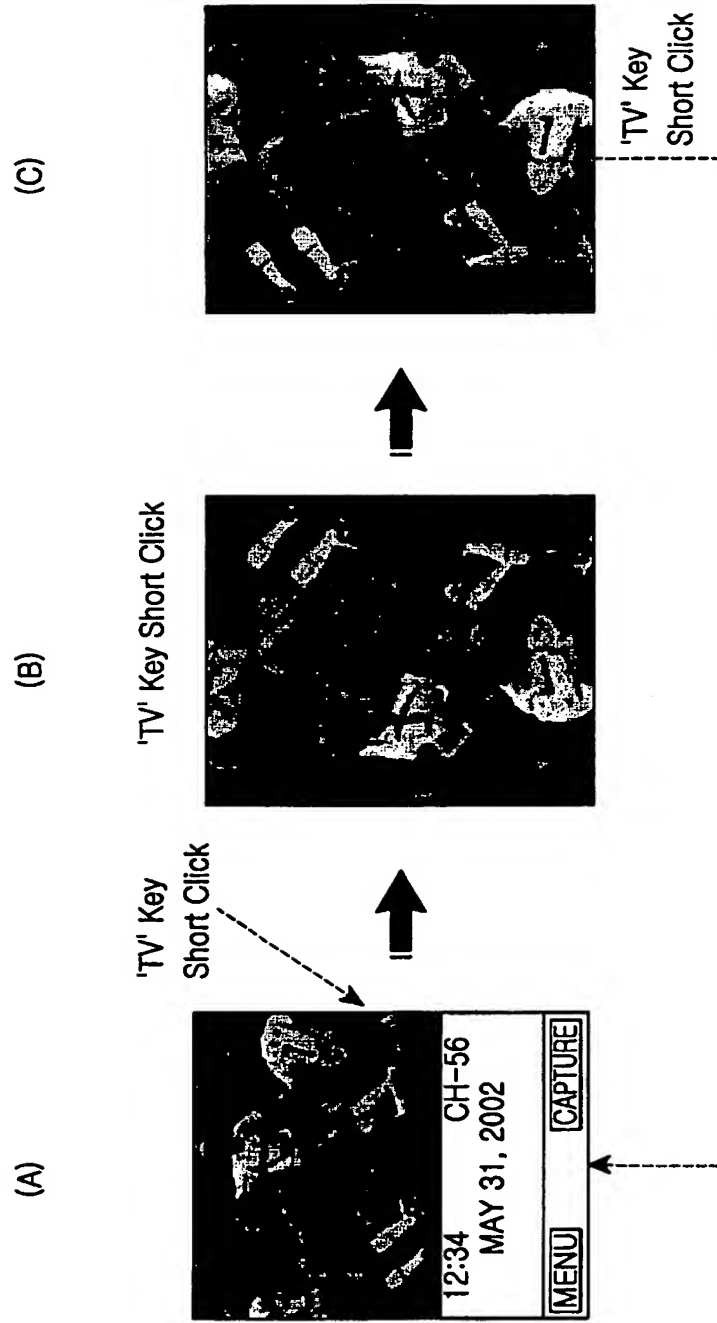 (A)
(B)
(C)
'TV' Key
Short Click
'TV' Key Short Click
'TV' Key
Short Click
12:34 CH-56
MAY 31, 2002
MENU CAPTURE